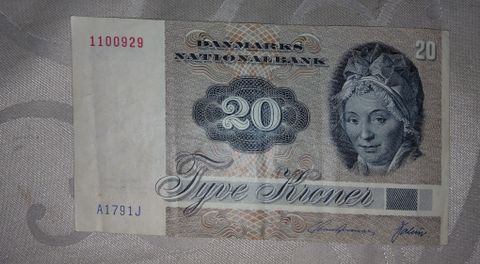 1100929
DANMARKS
NATIONALBANK
20
20
Tyve Kroner
A1791J